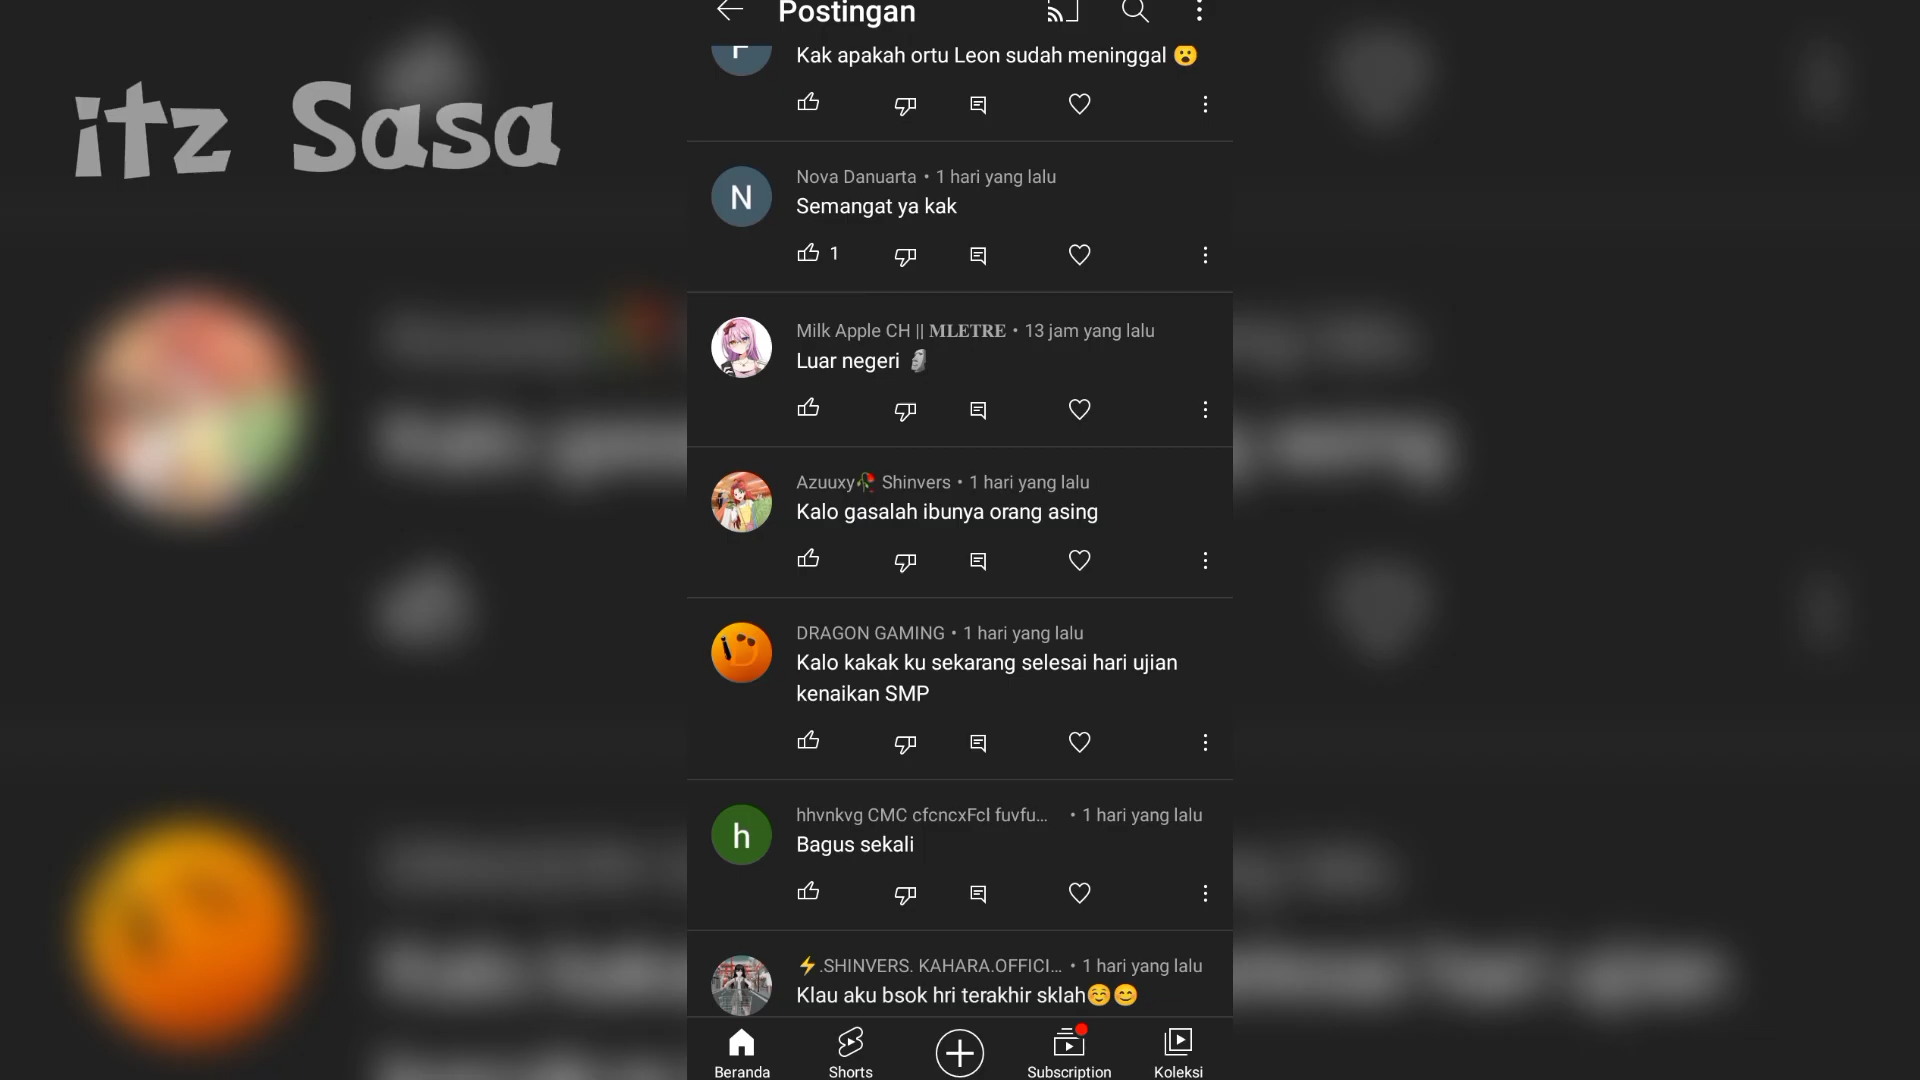 itz Sasa
Postingan
Kak apakah ortu Leon sudah meninggal 😮
N
Nova Danuarta • 1 hari yang lalu
Semangat ya kak
1
Milk Apple CH || 𝐌𝐋𝐄𝐓𝐑𝐄 • 13 jam yang lalu
Luar negeri 🗿
Azuuxy🥀 Shinvers • 1 hari yang lalu
Kalo gasalah ibunya orang asing
DRAGON GAMING • 1 hari yang lalu
Kalo kakak ku sekarang selesai hari ujian
kenaikan SMP
h
hhvnkvg CMC cfcncxFcl fuvfu... • 1 hari yang lalu
Bagus sekali
⚡.SHINVERS. KAHARA.OFFICI... • 1 hari yang lalu
Klau aku bsok hri terakhir sklah☺️😊
Beranda Shorts Subscription Koleksi